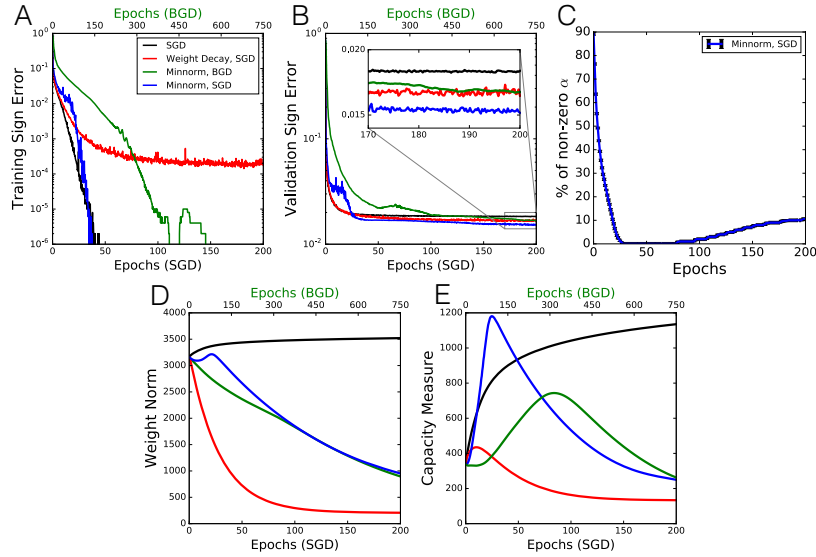 A
Epochs (BGD)
0 150 300 450 600 750
10^0
10^-1
10^-2
10^-3
10^-4
10^-5
10^-6
Training Sign Error
SGD
Weight Decay, SGD
Minnorm, BGD
Minnorm, SGD
0 50 100 150 200
Epochs (SGD)
B
Epochs (BGD)
0 150 300 450 600 750
10^0
10^-1
10^-2
Validation Sign Error
0,020
0,015
170 180 190 200
0 50 100 150 200
Epochs (SGD)
C
90
80
70
60
50
40
30
20
10
0
% of non-zero α
Minnorm, SGD
0 50 100 150 200
Epochs
D
Epochs (BGD)
0 150 300 450 600 750
4000
3500
3000
2500
2000
1500
1000
500
0
Weight Norm
0 50 100 150 200
Epochs (SGD)
E
Epochs (BGD)
0 150 300 450 600 750
1200
1000
800
600
400
200
0
Capacity Measure
0 50 100 150 200
Epochs (SGD)